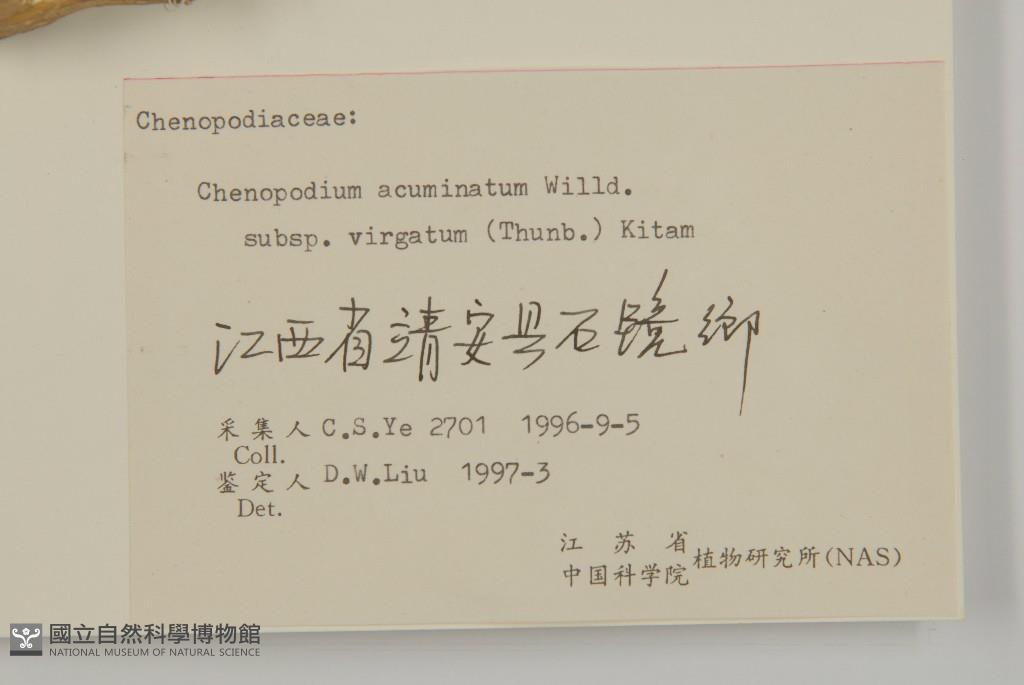 Chenopodiaceae:
Chenopodium acuminatum Willd.
subsp. virgatum (Thunb.) Kitam
江西省靖安县石镜鄉
采集人 C.S.Ye 2701 1996-9-5
Coll.
鉴定人 D.W.Liu 1997-3
Det.
江苏省
中国科学院 植物研究所(NAS)
國立自然科學博物館
NATIONAL MUSEUM OF NATURAL SCIENCE